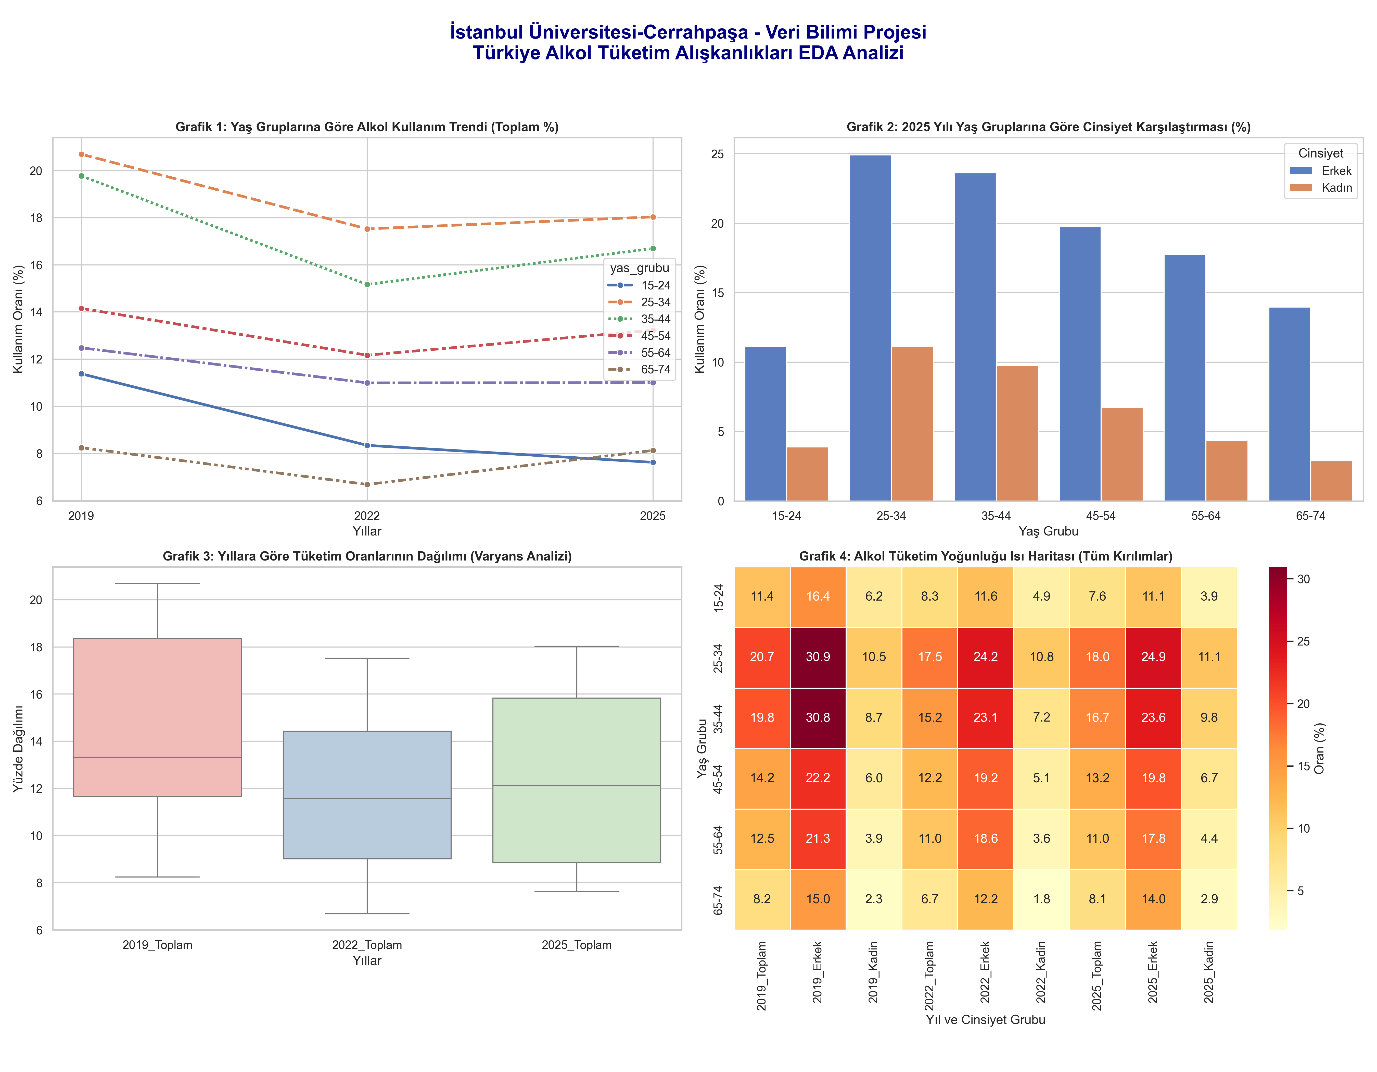 İstanbul Üniversitesi-Cerrahpaşa - Veri Bilimi Projesi
Türkiye Alkol Tüketim Alışkanlıkları EDA Analizi
Grafik 1: Yaş Gruplarına Göre Alkol Kullanım Trendi (Toplam %)
Kullanım Oranı (%)
20
18
16
14
12
10
8
6
2019
2022
2025
Yıllar
yas_grubu
15-24
25-34
35-44
45-54
55-64
65-74
Grafik 2: 2025 Yılı Yaş Gruplarına Göre Cinsiyet Karşılaştırması (%)
Kullanım Oranı (%)
25
20
15
10
5
0
15-24
25-34
35-44
45-54
55-64
65-74
Yaş Grubu
Cinsiyet
Erkek
Kadın
Grafik 3: Yıllara Göre Tüketim Oranlarının Dağılımı (Varyans Analizi)
Yüzde Dağılımı
20
18
16
14
12
10
8
6
2019_Toplam
2022_Toplam
2025_Toplam
Yıllar
Grafik 4: Alkol Tüketim Yoğunluğu Isı Haritası (Tüm Kırılımlar)
Yaş Grubu
15-24 11.4 16.4 6.2 8.3 11.6 4.9 7.6 11.1 3.9
25-34 20.7 30.9 10.5 17.5 24.2 10.8 18.0 24.9 11.1
35-44 19.8 30.8 8.7 15.2 23.1 7.2 16.7 23.6 9.8
45-54 14.2 22.2 6.0 12.2 19.2 5.1 13.2 19.8 6.7
55-64 12.5 21.3 3.9 11.0 18.6 3.6 11.0 17.8 4.4
65-74 8.2 15.0 2.3 6.7 12.2 1.8 8.1 14.0 2.9
2019_Toplam
2019_Erkek
2019_Kadin
2022_Toplam
2022_Erkek
2022_Kadin
2025_Toplam
2025_Erkek
2025_Kadin
Yıl ve Cinsiyet Grubu
30
25
20
15
10
5
Oran (%)